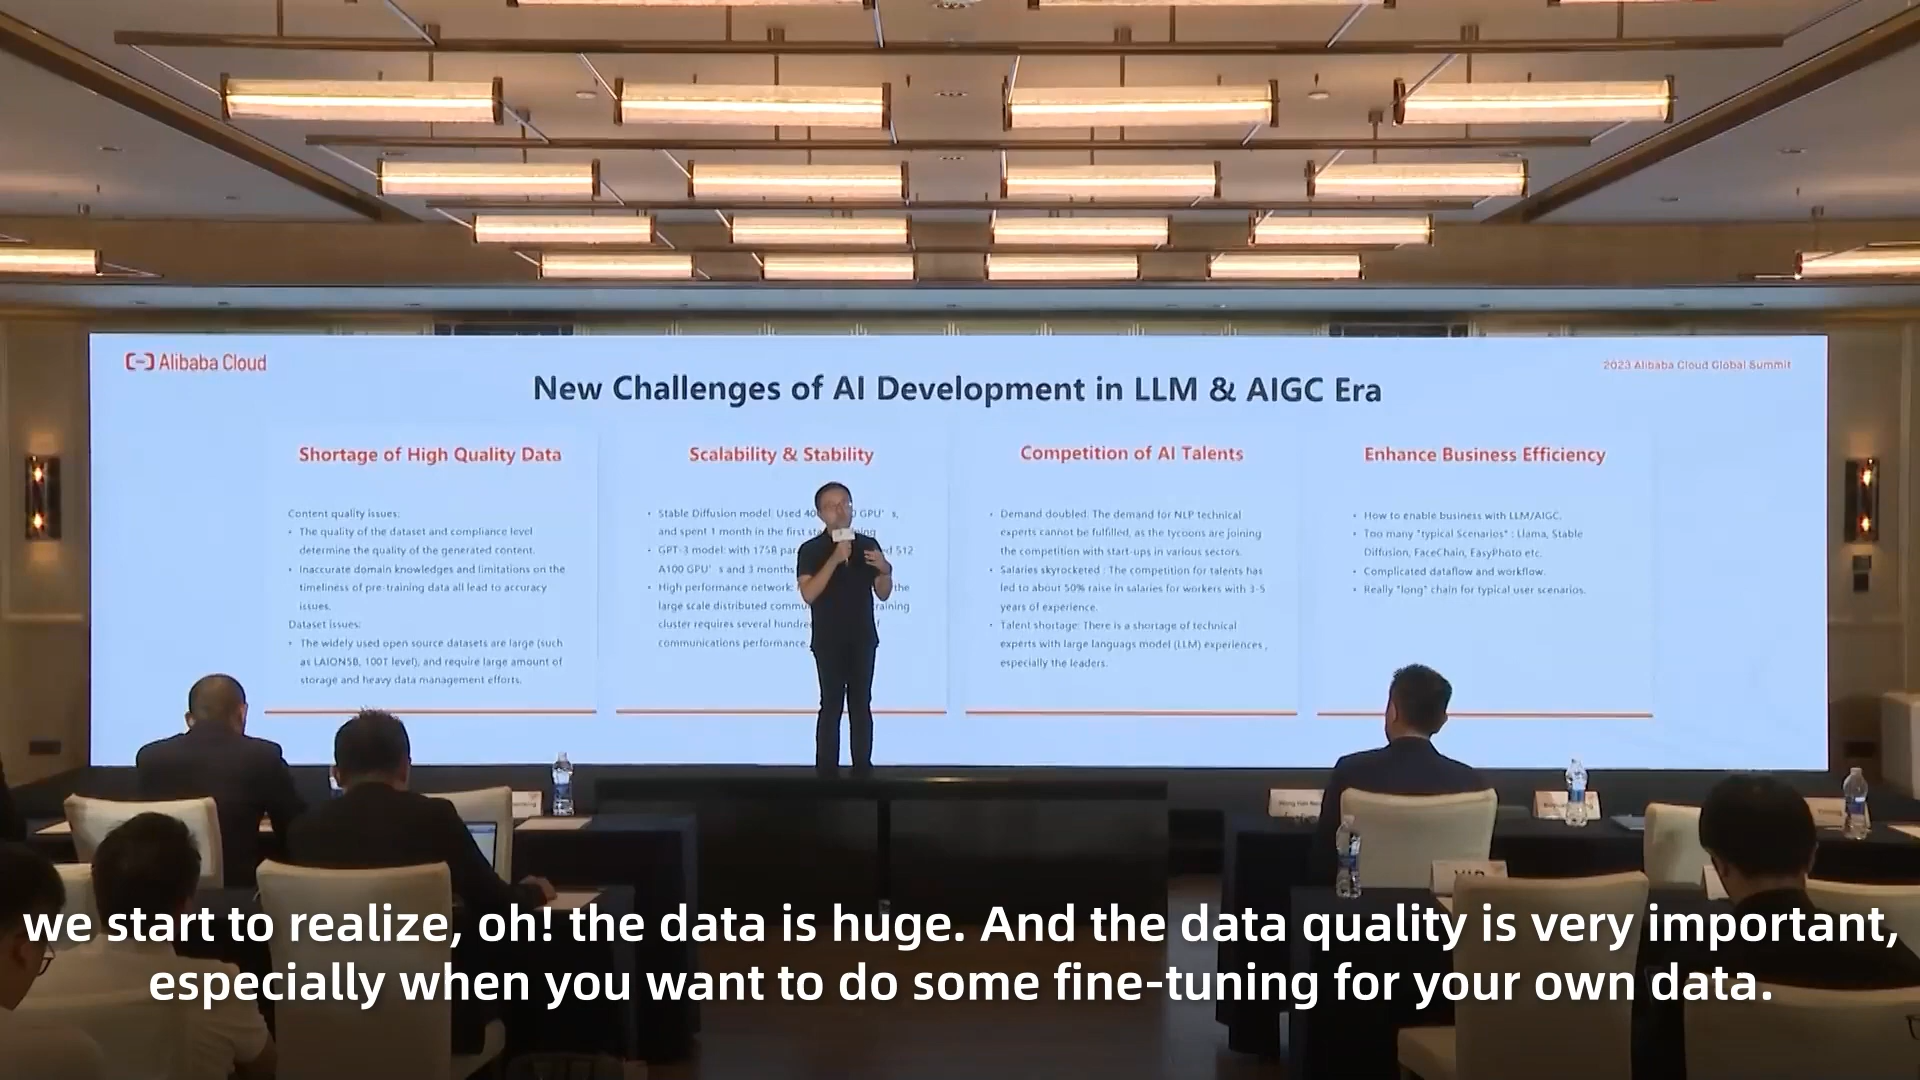 Alibaba Cloud
2023 Alibaba Cloud Global Summit
New Challenges of AI Development in LLM & AIGC Era
Shortage of High Quality Data
Content quality issues:
• The quality of the dataset and compliance level
determine the quality of the generated content.
• Inaccurate domain knowledges and limitations on the
timeliness of pre-training data all lead to accuracy
issues.
Dataset issues:
• The widely used open source datasets are large (such
as LAION5B, 100T level), and require large amount of
storage and heavy data management efforts.
Scalability & Stability
• Stable Diffusion model: Used GPU's,
and spent 1 month in the first
• GPT-3 model: with 175B 512
A100 GPU's and 3 months
• High performance network: the
large scale distributed training
cluster requires several
communications performance
Competition of AI Talents
• Demand doubled: The demand for NLP technical
experts cannot be fulfilled, as the tycoons are joining
the competition with start-ups in various sectors.
• Salaries skyrocketed : The competition for talents has
led to about 50% raise in salaries for workers with 3-5
years of experience.
• Talent shortage: There is a shortage of technical
experts with large languags model (LLM) experiences ,
especially the leaders.
Enhance Business Efficiency
• How to enable business with LLM/AIGC.
• Too many "typical Scenarios" : Llama, Stable
Diffusion, FaceChain, EasyPhoto etc.
• Complicated dataflow and workflow.
• Really "long" chain for typical user scenarios.
V.I.P
we start to realize, oh! the data is huge. And the data quality is very important,
especially when you want to do some fine-tuning for your own data.